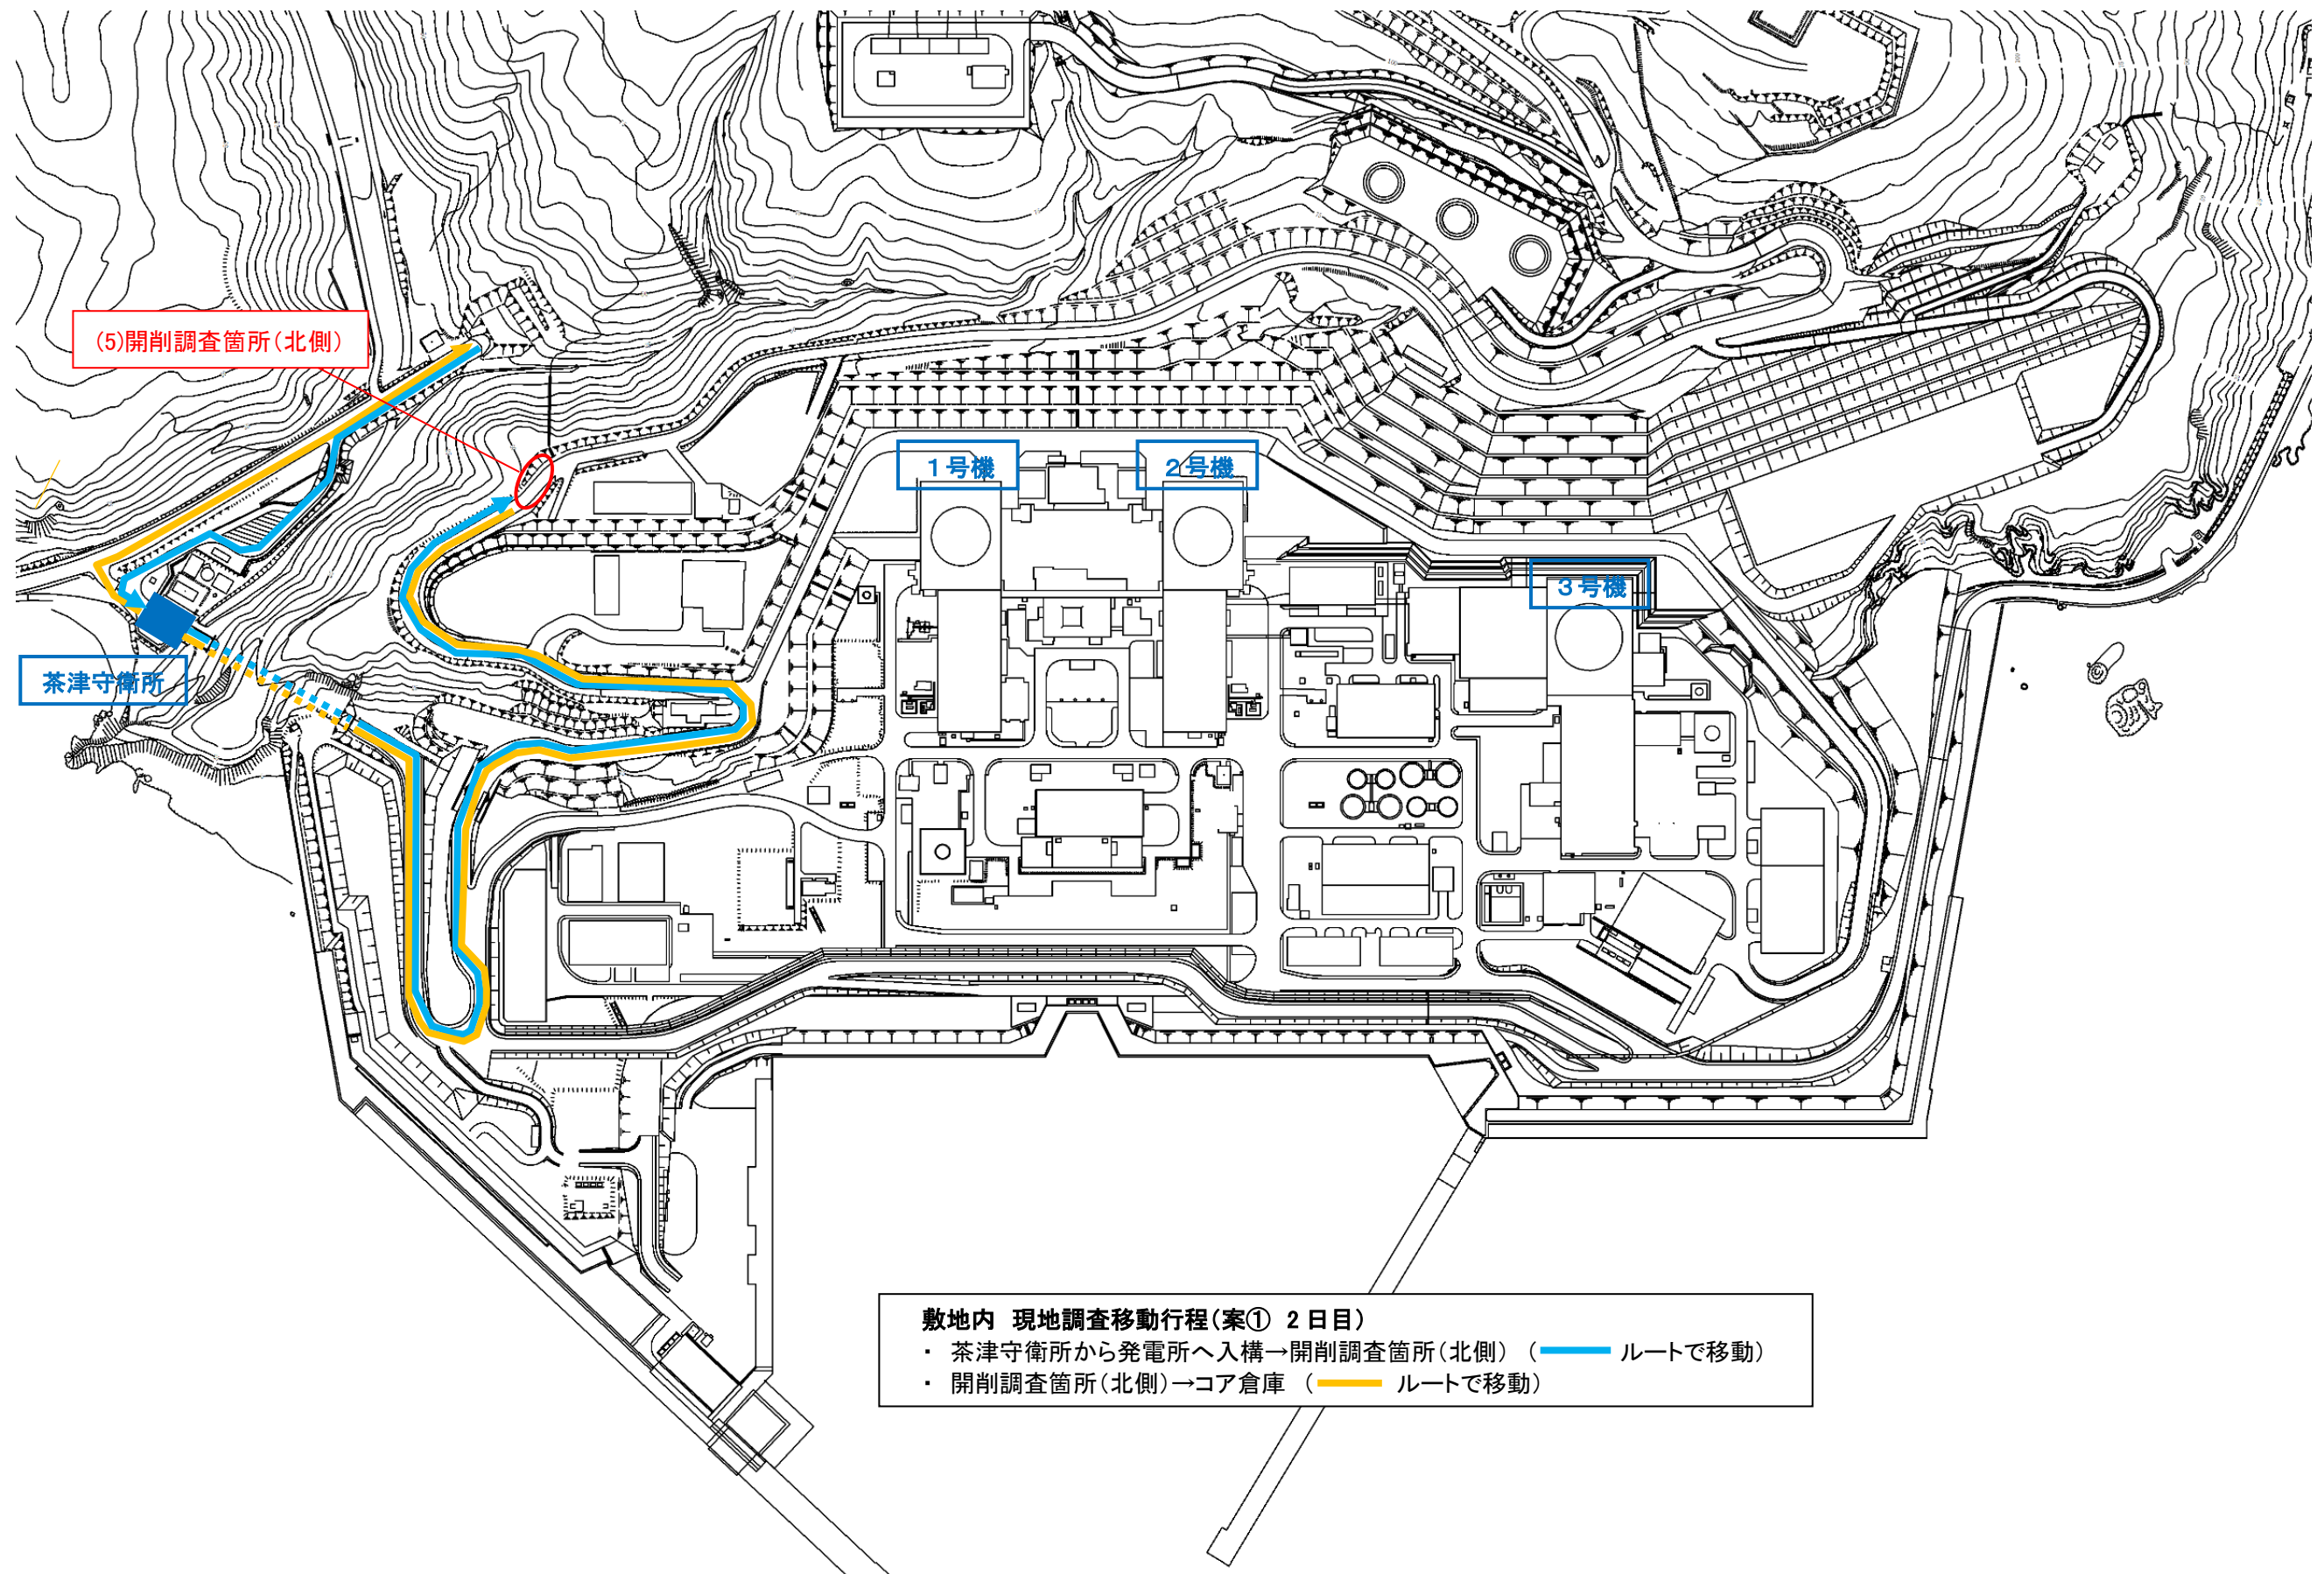 (5)開削調査箇所(北側)
1号機
2号機
3号機
茶津守衛所
敷地内 現地調査移動行程(案① 2日目)
・ 茶津守衛所から発電所へ入構→開削調査箇所(北側) ( ルートで移動)
・ 開削調査箇所(北側)→コア倉庫 ( ルートで移動)